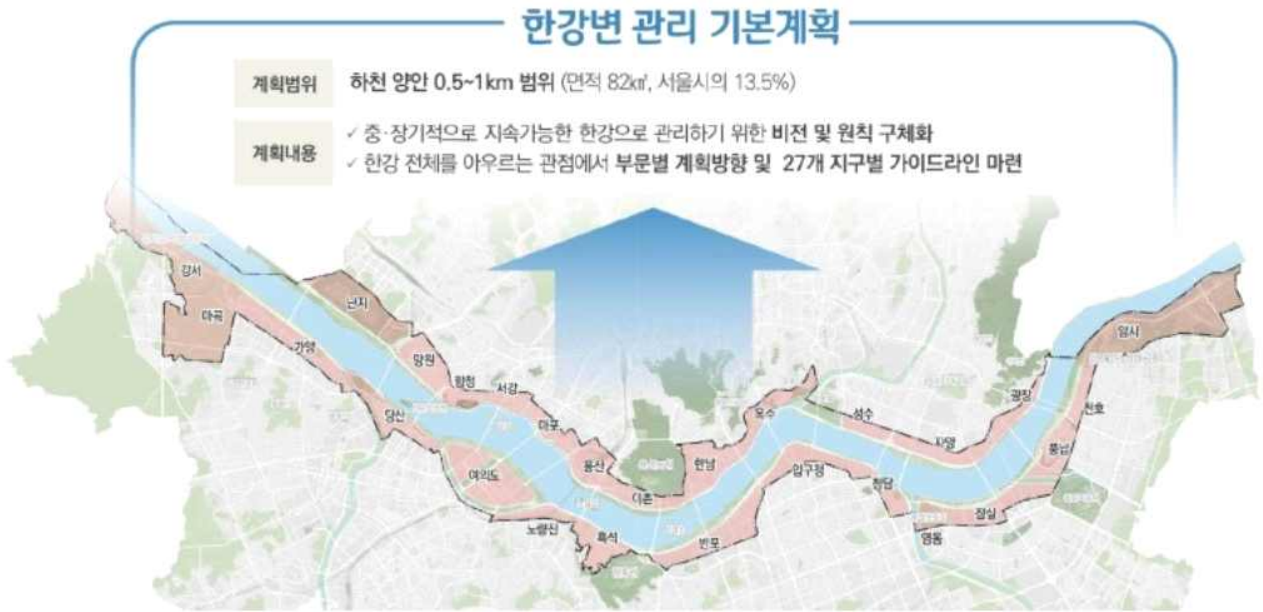 한강변 관리 기본계획
계획범위
하천 양안 0.5~1km 범위 (면적 82㎢, 서울시의 13.5%)
계획내용
✓ 중·장기적으로 지속가능한 한강으로 관리하기 위한 비전 및 원칙 구체화
✓ 한강 전체를 아우르는 관점에서 부문별 계획방향 및 27개 지구별 가이드라인 마련
강서
난지
마곡
암사
가양
망원
합정
서강
광장
천호
당산
마포
옥수
성수
자양
풍납
여의도
용산
한남
압구정
이촌
청담
잠실
노량진
흑석
반포
영동